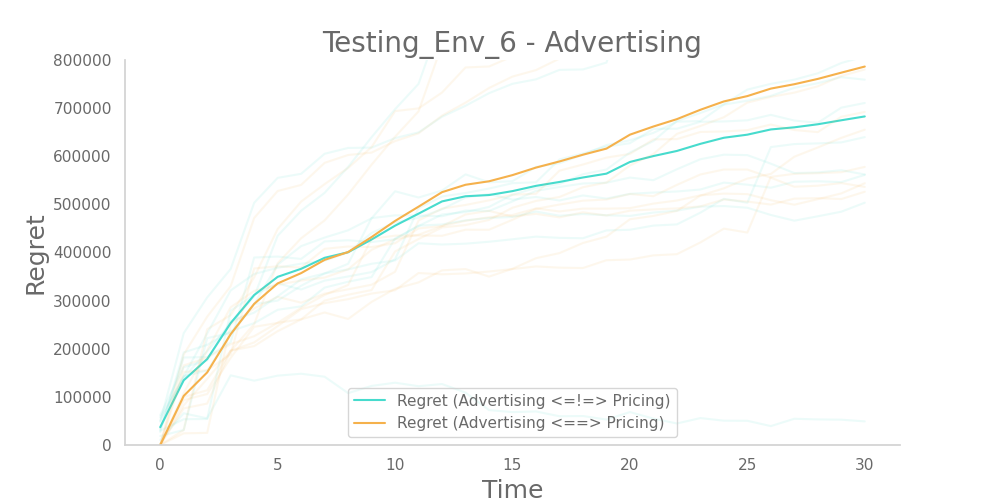 Testing_Env_6 - Advertising
Regret
800000
700000
600000
500000
400000
300000
200000
100000
0
Regret (Advertising <=!=> Pricing)
Regret (Advertising <==> Pricing)
0 5 10 15 20 25 30
Time